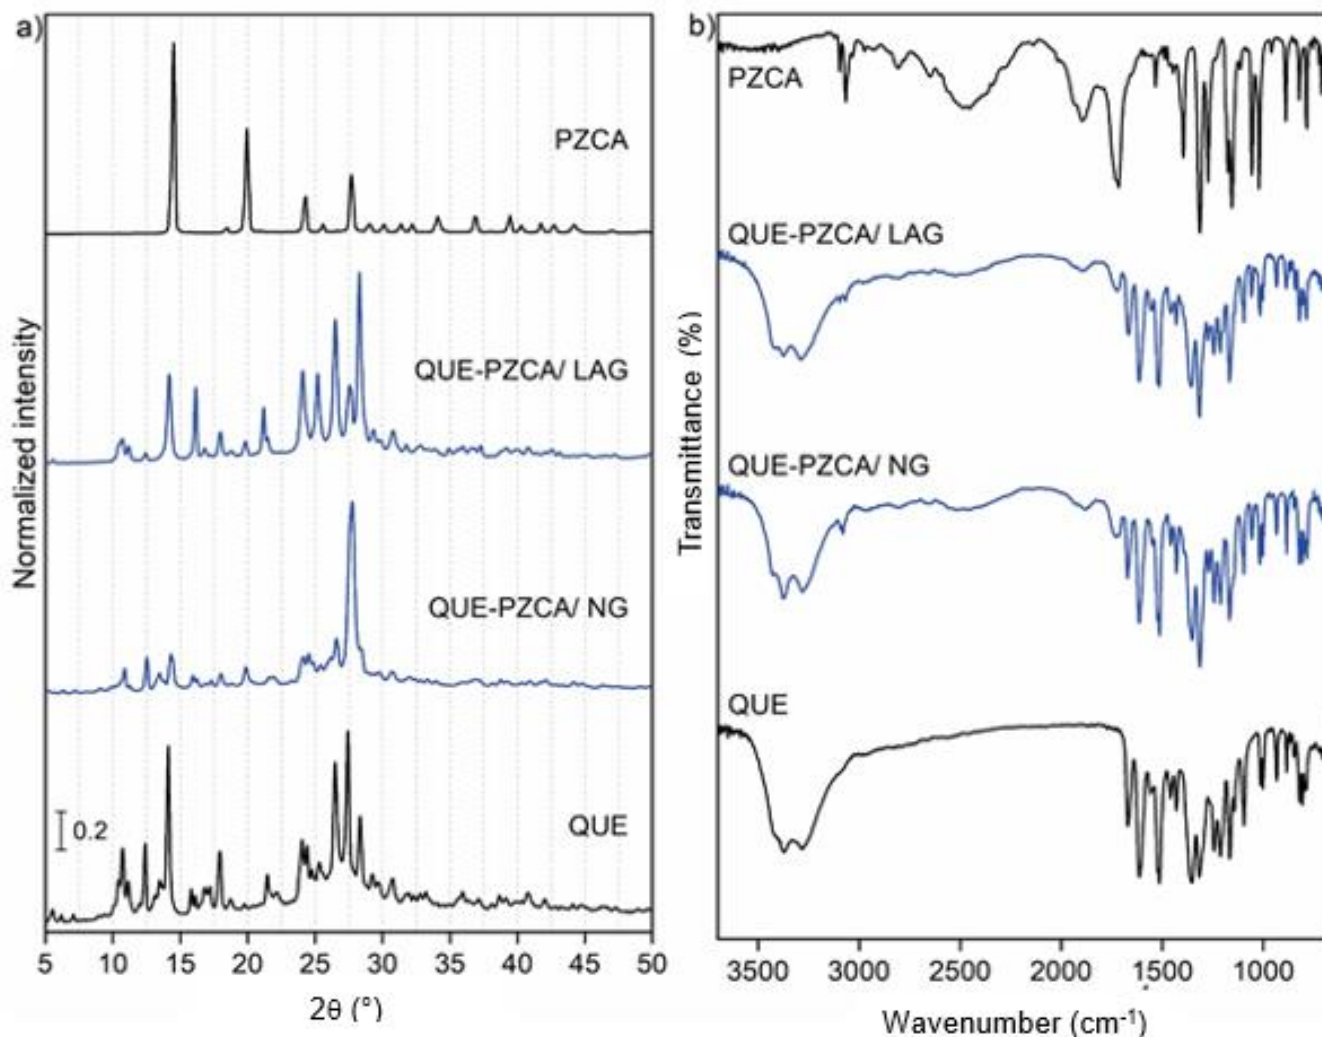 a)
PZCA
QUE-PZCA/ LAG
QUE-PZCA/ NG
QUE
0.2
Normalized intensity
5 10 15 20 25 30 35 40 45 50
2θ (°)
b)
PZCA
QUE-PZCA/ LAG
QUE-PZCA/ NG
QUE
Transmittance (%)
3500 3000 2500 2000 1500 1000
Wavenumber (cm⁻¹)